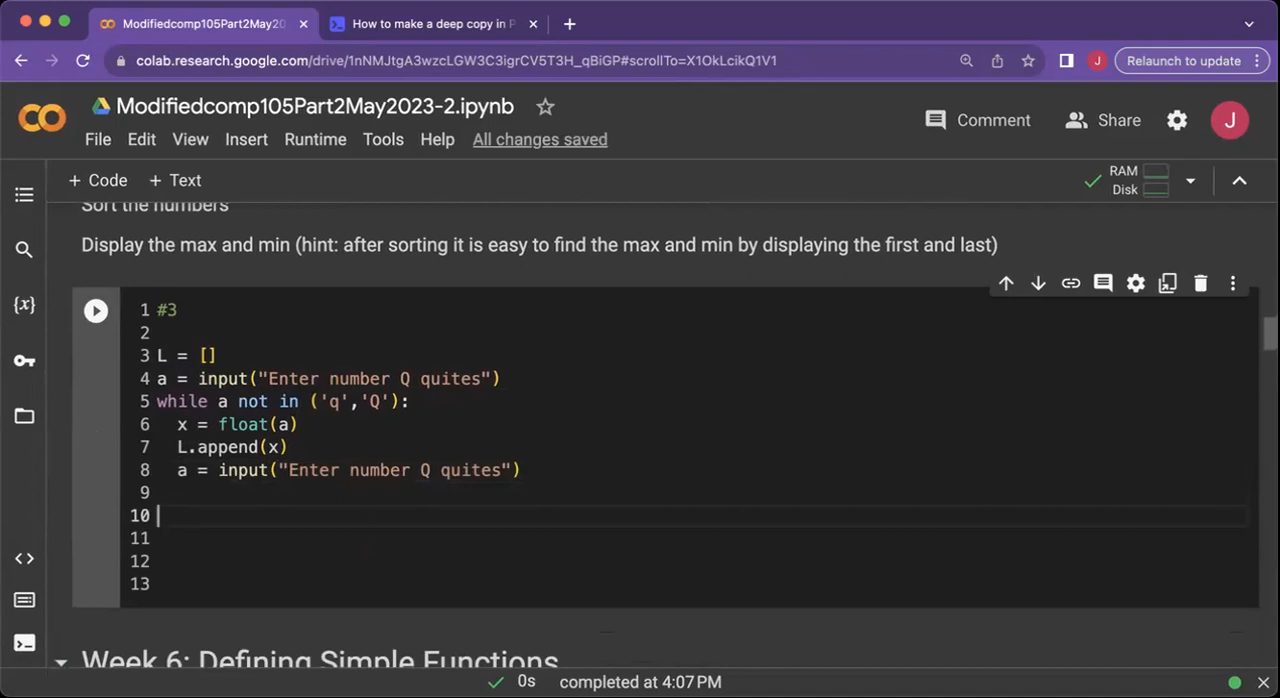 Modifiedcomp105Part2May20
How to make a deep copy in P
colab.research.google.com/drive/1nNMJtgA3wzcLGW3C3igrCV5T3H_qBiGP#scrollTo=X1OkLcikQ1V1
J
Relaunch to update
Modifiedcomp105Part2May2023-2.ipynb
Comment
Share
J
File Edit View Insert Runtime Tools Help All changes saved
+ Code + Text
RAM
Disk
Sort the numbers
Display the max and min (hint: after sorting it is easy to find the max and min by displaying the first and last)
1 #3
2
3 L = []
4 a = input("Enter number Q quites")
5 while a not in ('q','Q'):
6 x = float(a)
7 L.append(x)
8 a = input("Enter number Q quites")
9
10
11
12
13
Week 6: Defining Simple Functions
0s completed at 4:07PM